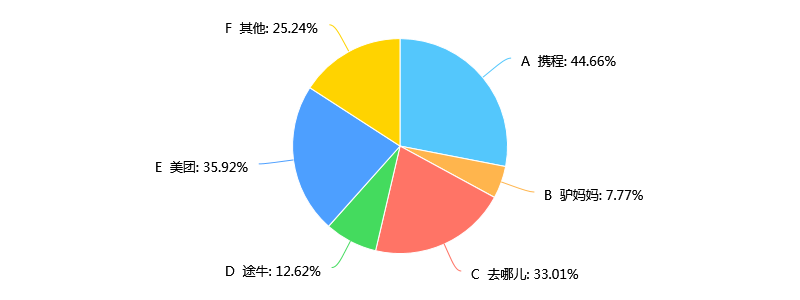 F 其他: 25.24%
A 携程: 44.66%
E 美团: 35.92%
B 驴妈妈: 7.77%
D 途牛: 12.62%
C 去哪儿: 33.01%